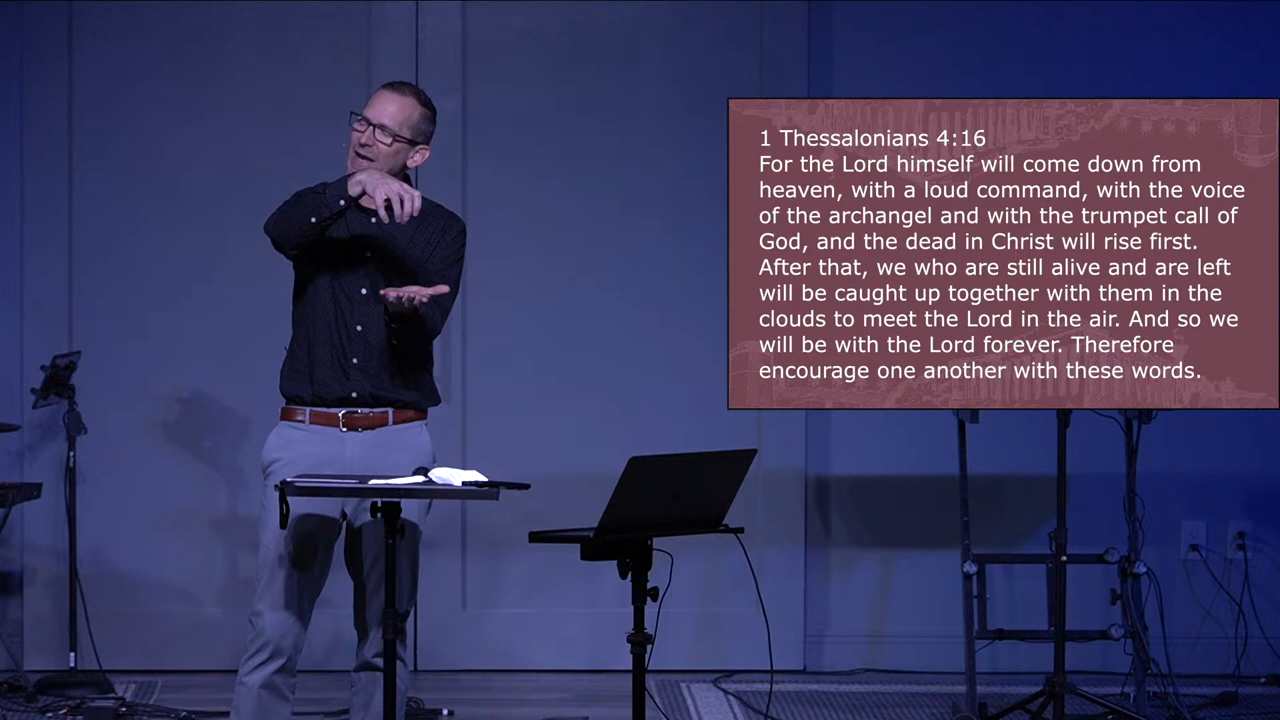 1 Thessalonians 4:16
For the Lord himself will come down from
heaven, with a loud command, with the voice
of the archangel and with the trumpet call of
God, and the dead in Christ will rise first.
After that, we who are still alive and are left
will be caught up together with them in the
clouds to meet the Lord in the air. And so we
will be with the Lord forever. Therefore
encourage one another with these words.